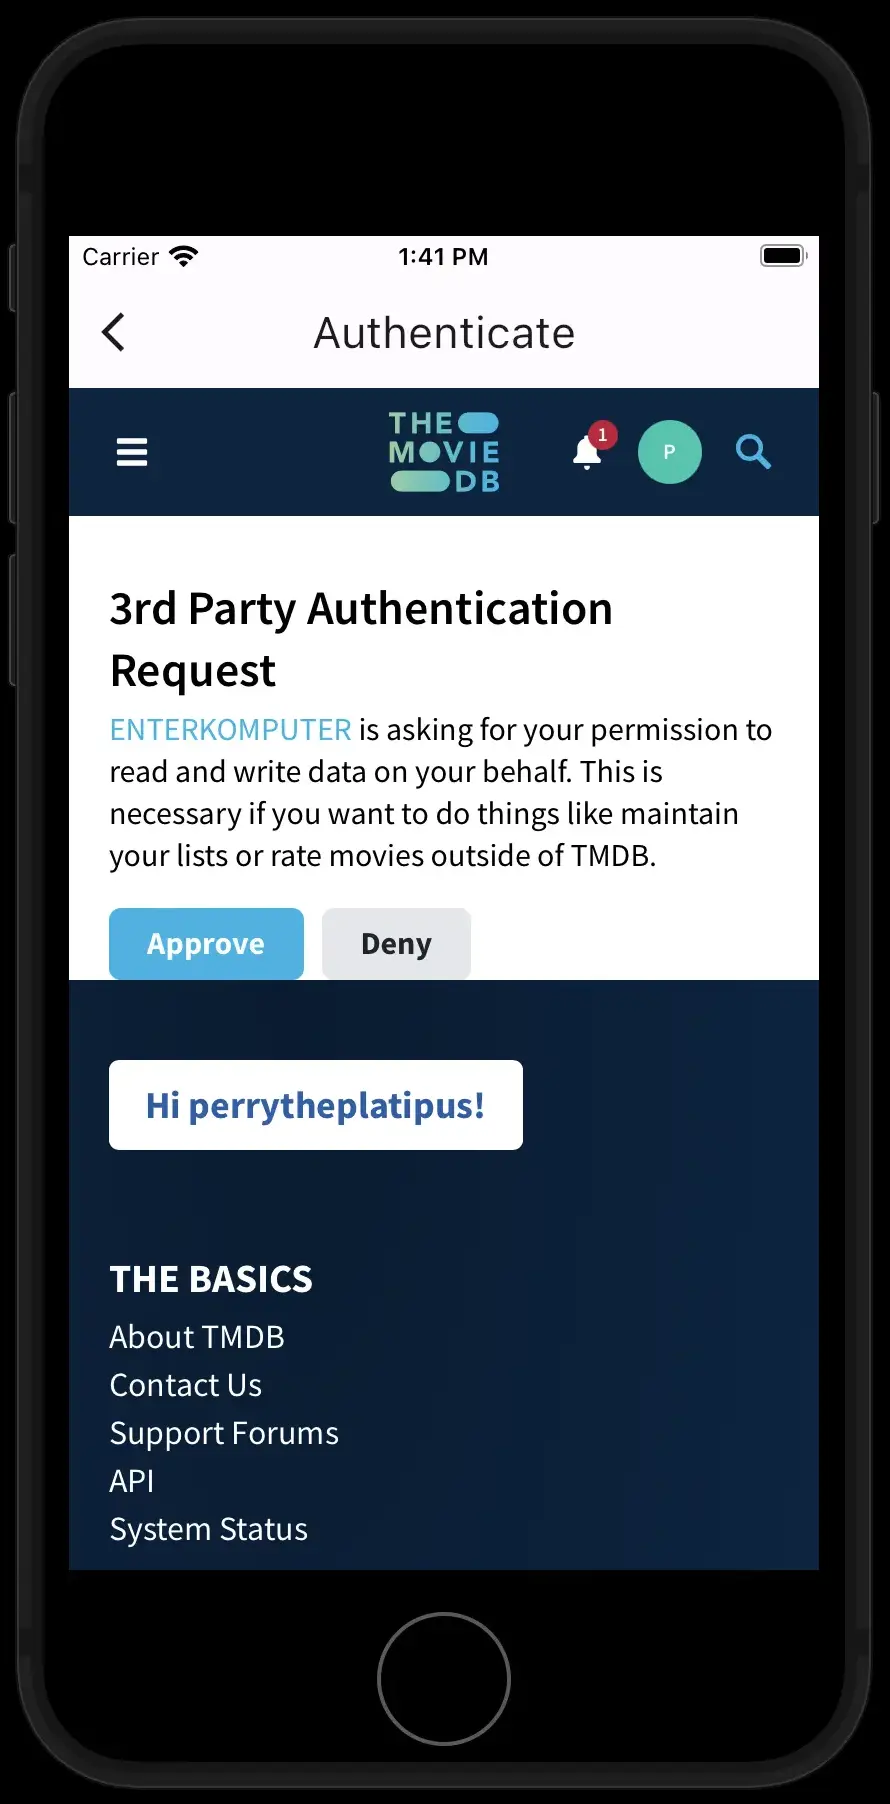 Carrier 1:41 PM
Authenticate
THE
MOVIE
DB
1
P
3rd Party Authentication
Request
ENTERKOMPUTER is asking for your permission to
read and write data on your behalf. This is
necessary if you want to do things like maintain
your lists or rate movies outside of TMDB.
Approve Deny
Hi perrytheplatipus!
THE BASICS
About TMDB
Contact Us
Support Forums
API
System Status